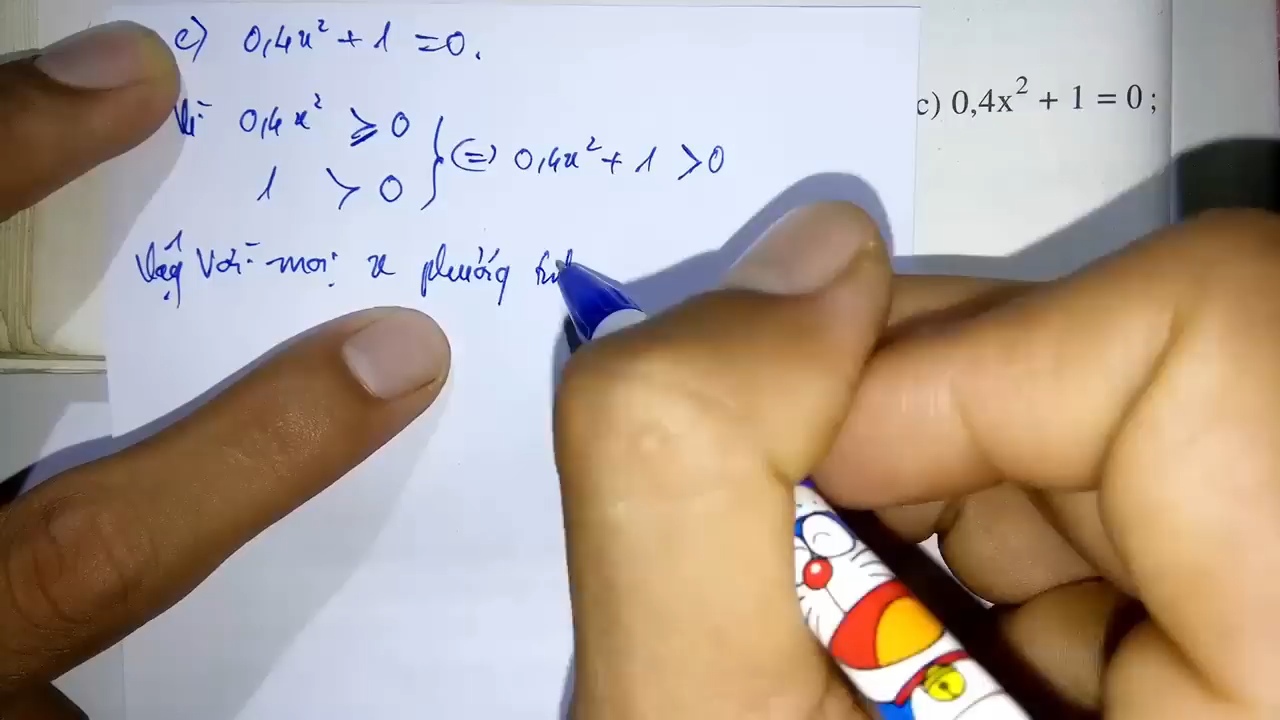 c) 0,4x² + 1 = 0.
c) 0,4x² + 1 = 0 ;
Vì 0,4x² ≥ 0
1 > 0
} (=) 0,4x² + 1 > 0
Vậy với mọi x phương